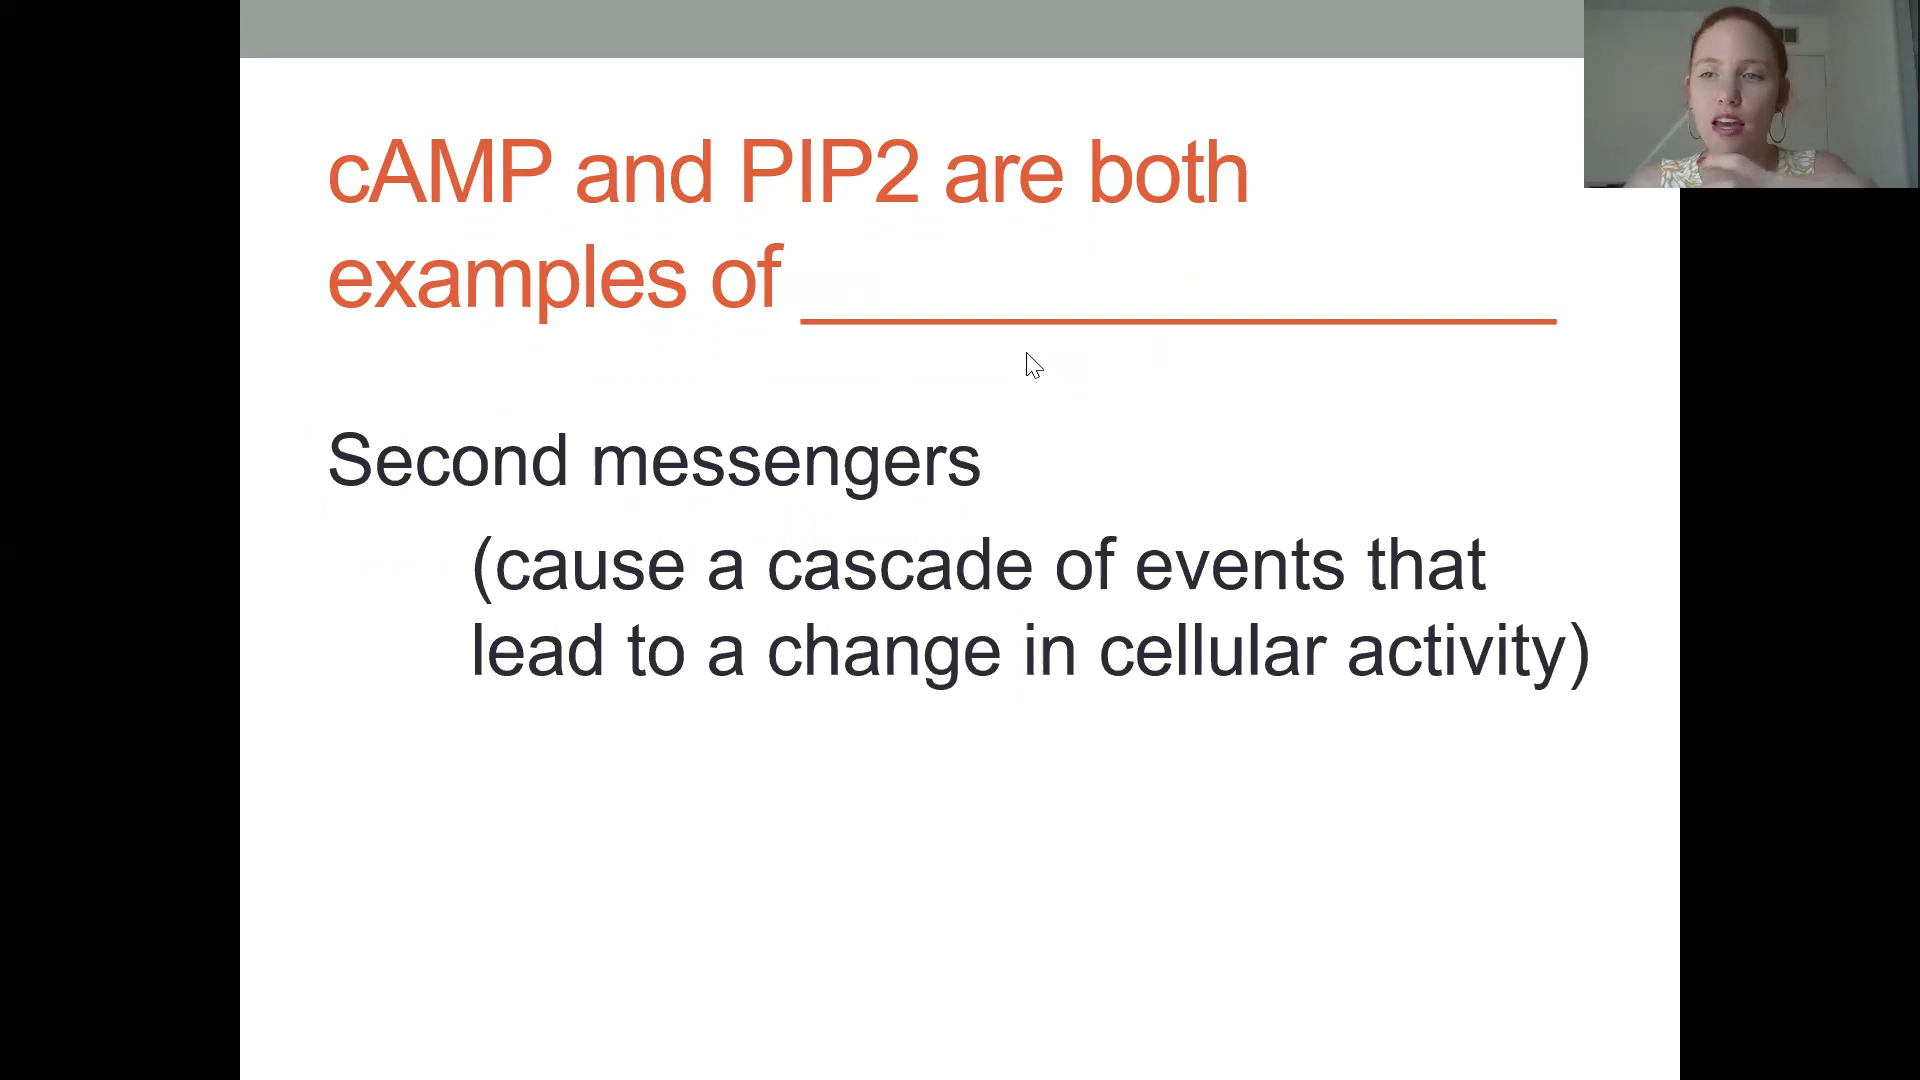 cAMP and PIP2 are both
examples of __________________
Second messengers
(cause a cascade of events that
lead to a change in cellular activity)